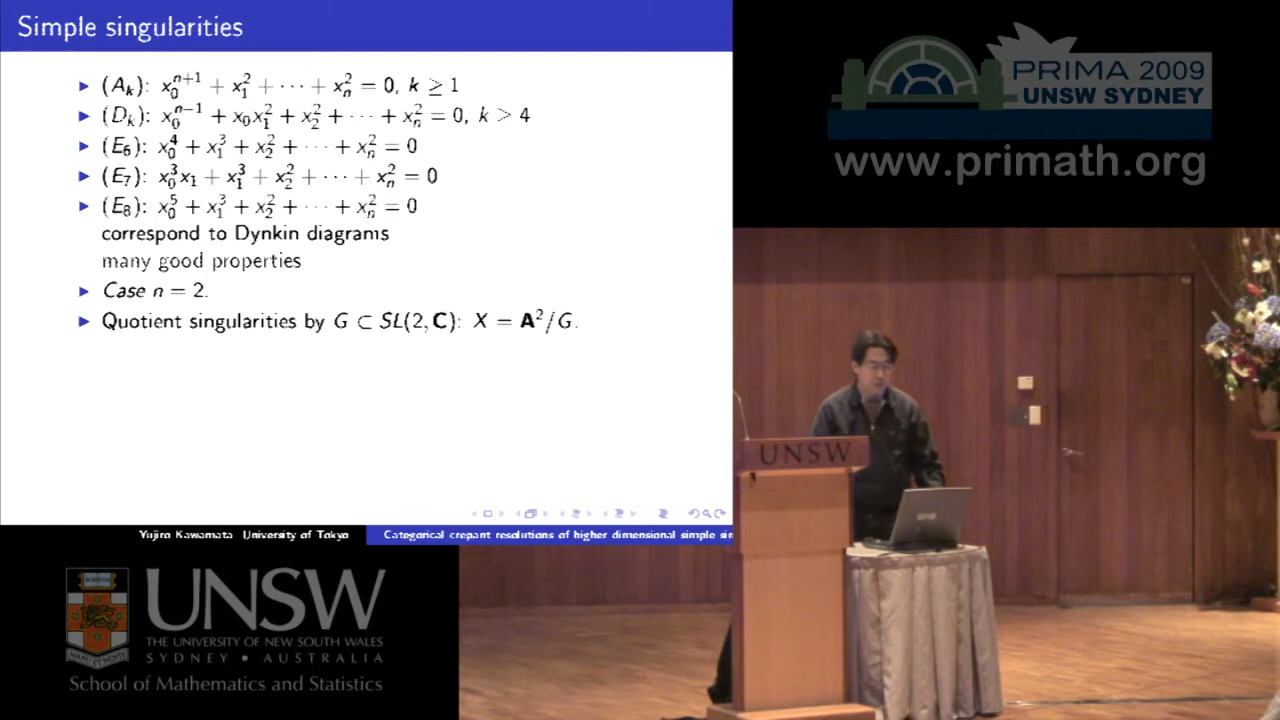 Simple singularities
(A_k): x_0^{n+1} + x_1^2 + ··· + x_n^2 = 0, k ≥ 1
(D_k): x_0^{n−1} + x_0x_1^2 + x_2^2 + ··· + x_n^2 = 0, k > 4
(E_6): x_0^4 + x_1^3 + x_2^2 + ··· + x_n^2 = 0
(E_7): x_0^3x_1 + x_1^3 + x_2^2 + ··· + x_n^2 = 0
(E_8): x_0^5 + x_1^3 + x_2^2 + ··· + x_n^2 = 0
correspond to Dynkin diagrams
many good properties
Case n = 2.
Quotient singularities by G ⊂ SL(2, C): X = A^2/G.
Yujiro Kawamata University of Tokyo
Categorical crepant resolutions of higher dimensional simple sin
PRIMA 2009
UNSW SYDNEY
www.primath.org
UNSW
UNSW
THE UNIVERSITY OF NEW SOUTH WALES
SYDNEY • AUSTRALIA
School of Mathematics and Statistics